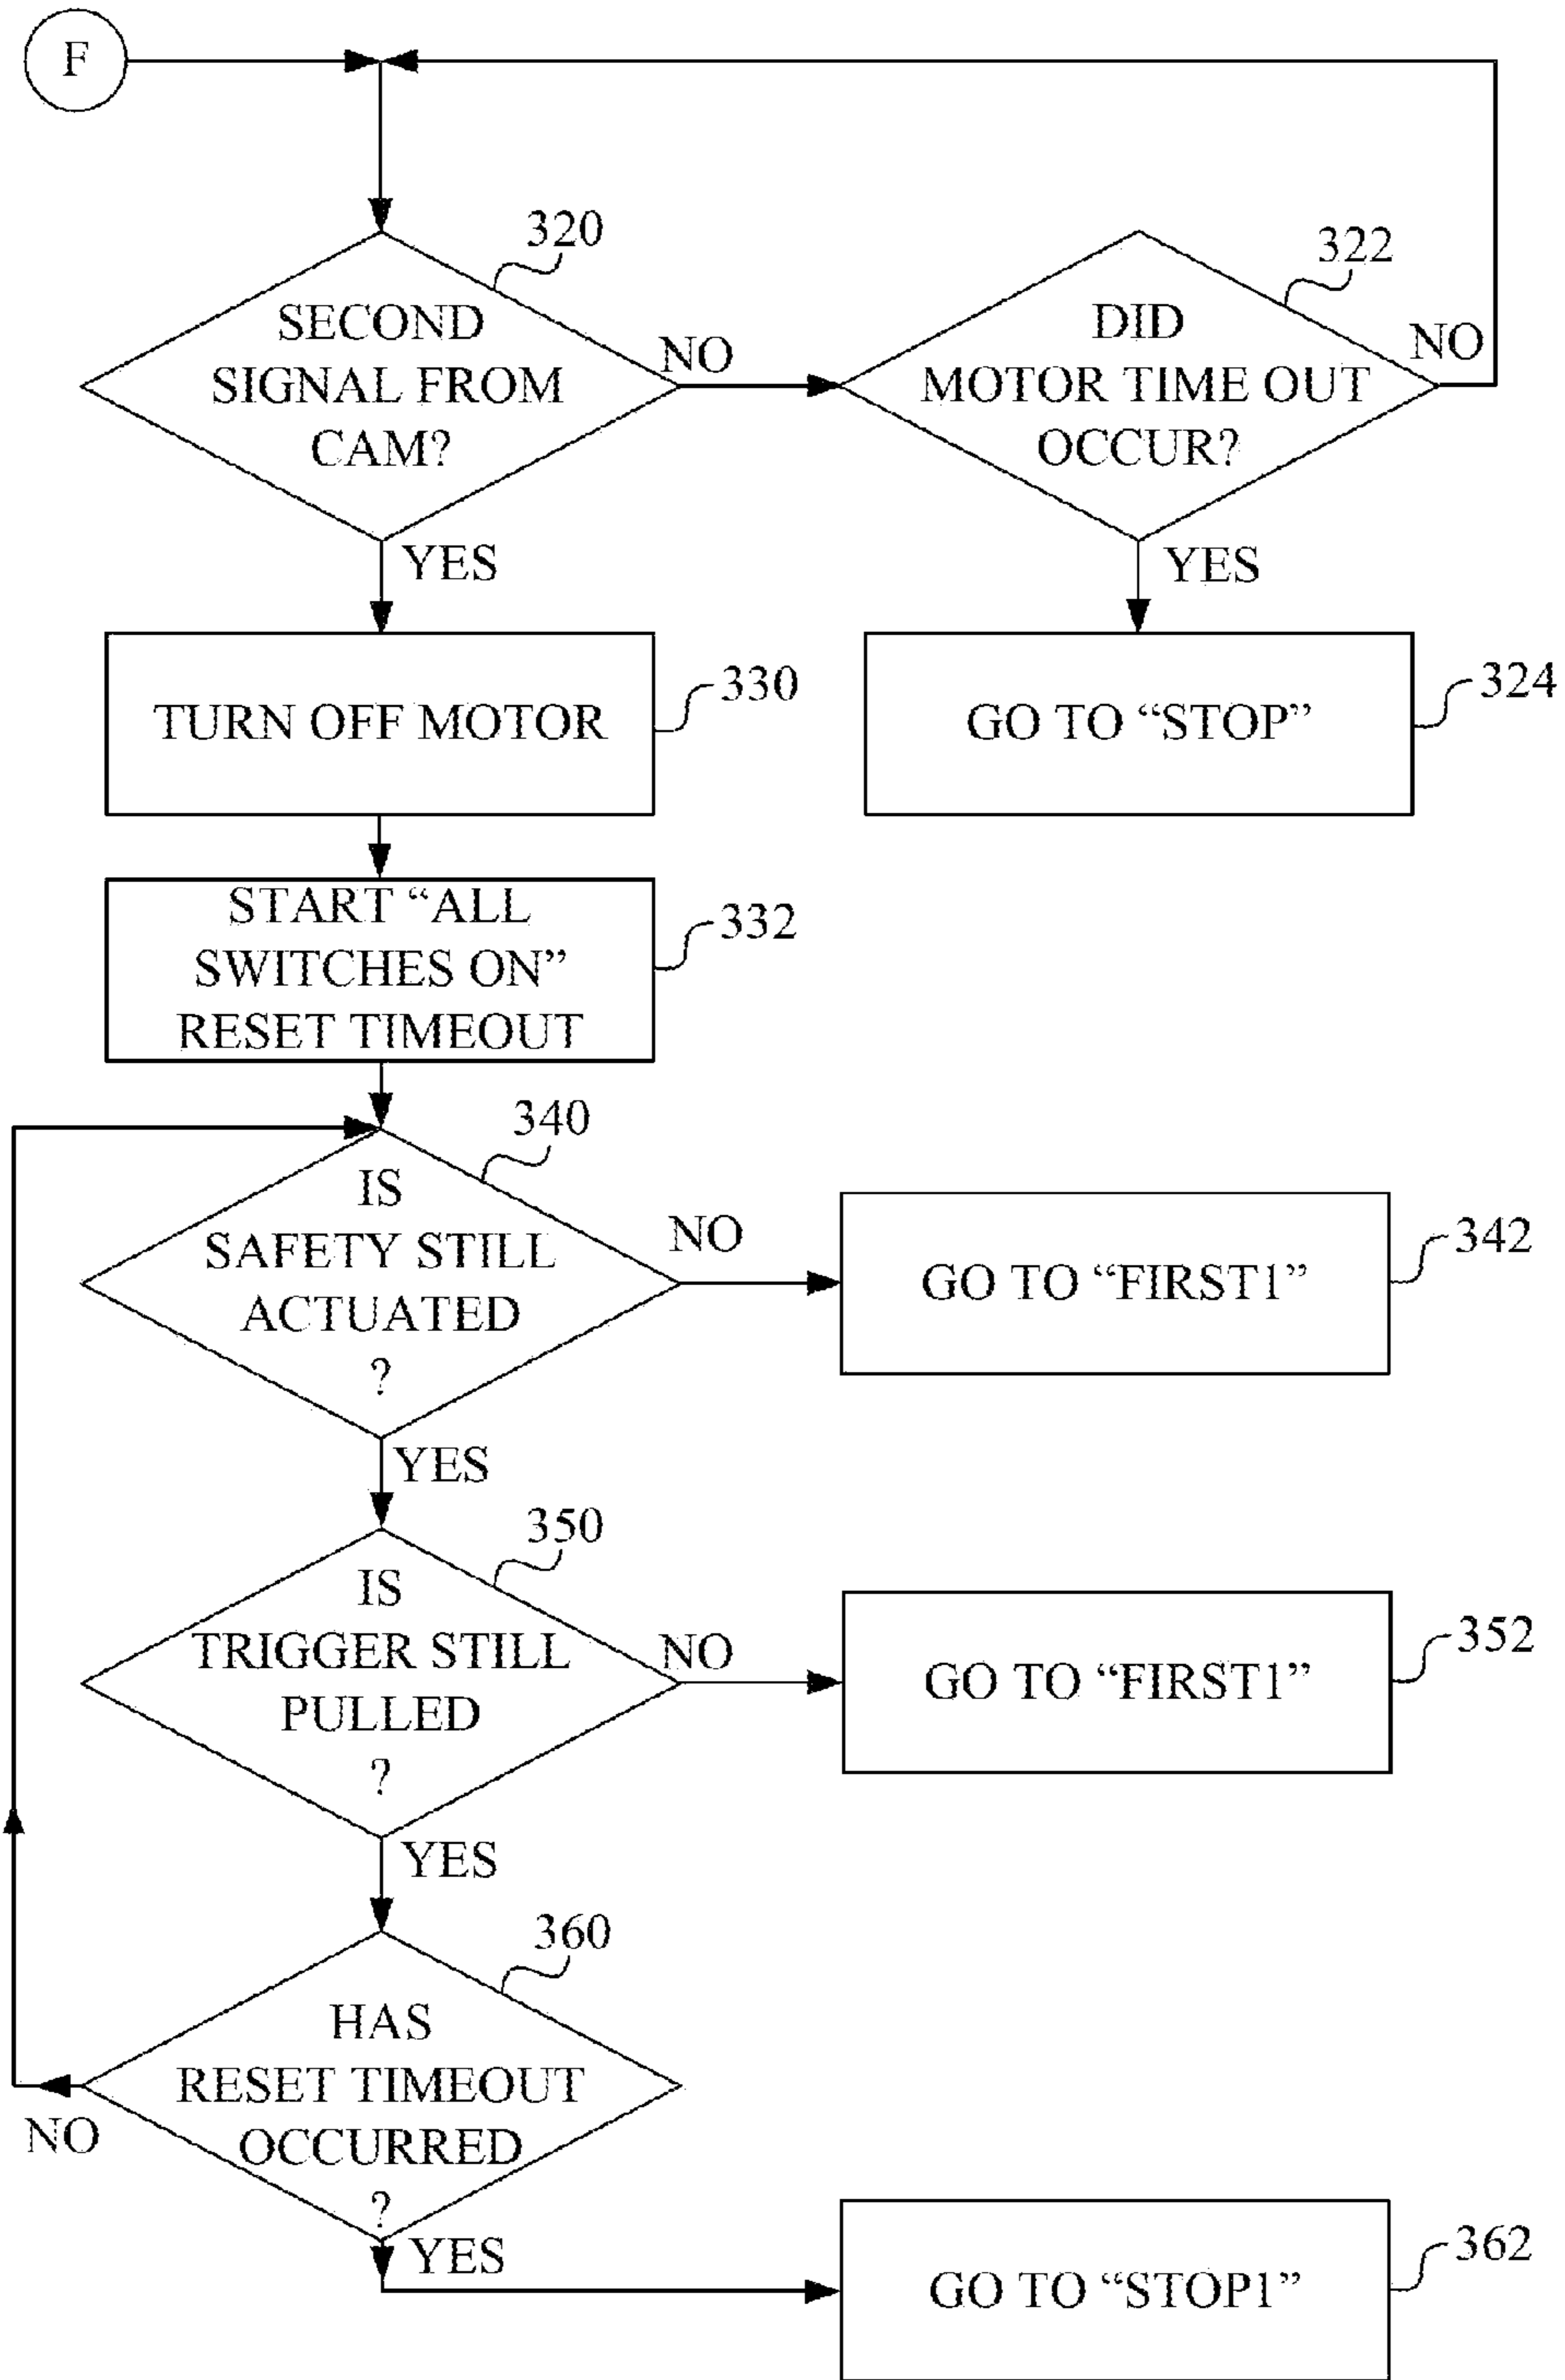 F
320
SECOND
SIGNAL FROM
CAM?
NO
YES
322
DID
MOTOR TIME OUT
OCCUR?
NO
YES
TURN OFF MOTOR
330
GO TO “STOP”
324
START “ALL
SWITCHES ON”
RESET TIMEOUT
332
340
IS
SAFETY STILL
ACTUATED
?
NO
YES
GO TO “FIRST1”
342
350
IS
TRIGGER STILL
PULLED
?
NO
YES
GO TO “FIRST1”
352
360
HAS
RESET TIMEOUT
OCCURRED
?
NO
YES
GO TO “STOP1”
362